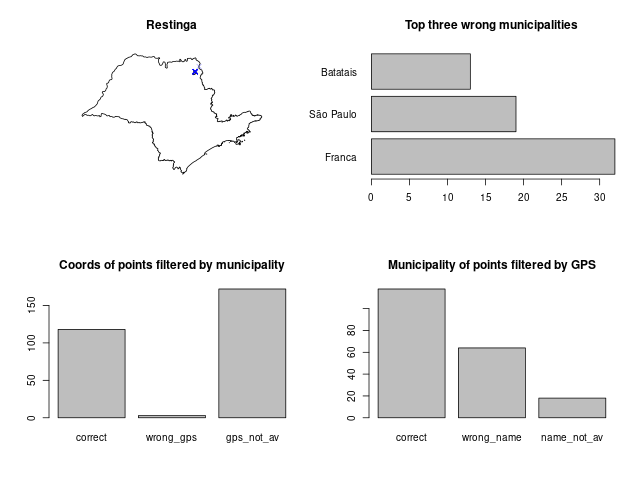 Restinga
Top three wrong municipalities
Batatais
São Paulo
Franca
0 5 10 15 20 25 30
Coords of points filtered by municipality
150
100
50
0
correct wrong_gps gps_not_av
Municipality of points filtered by GPS
80
60
40
20
0
correct wrong_name name_not_av